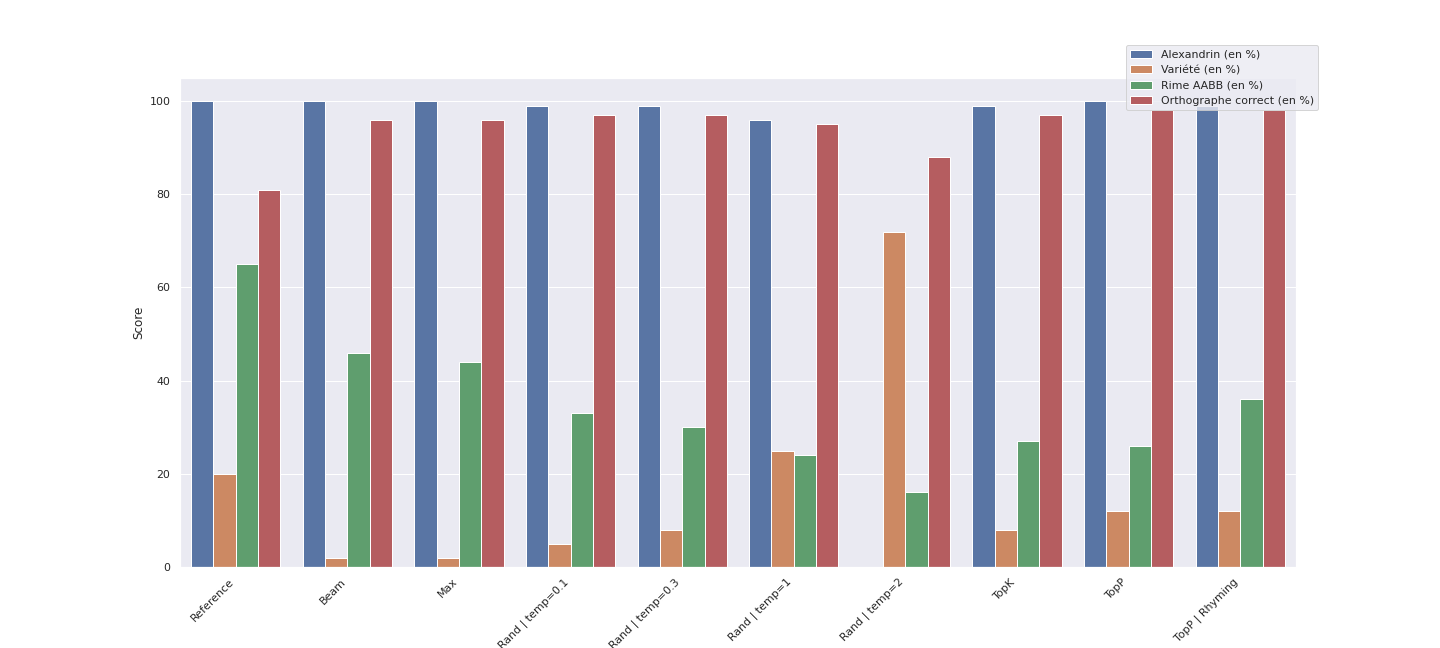 Alexandrin (en %)
Variété (en %)
Rime AABB (en %)
Orthographe correct (en %)
100
80
60
40
20
0
Score
Reference
Beam
Max
Rand | temp=0.1
Rand | temp=0.3
Rand | temp=1
Rand | temp=2
TopK
TopP
TopP | Rhyming